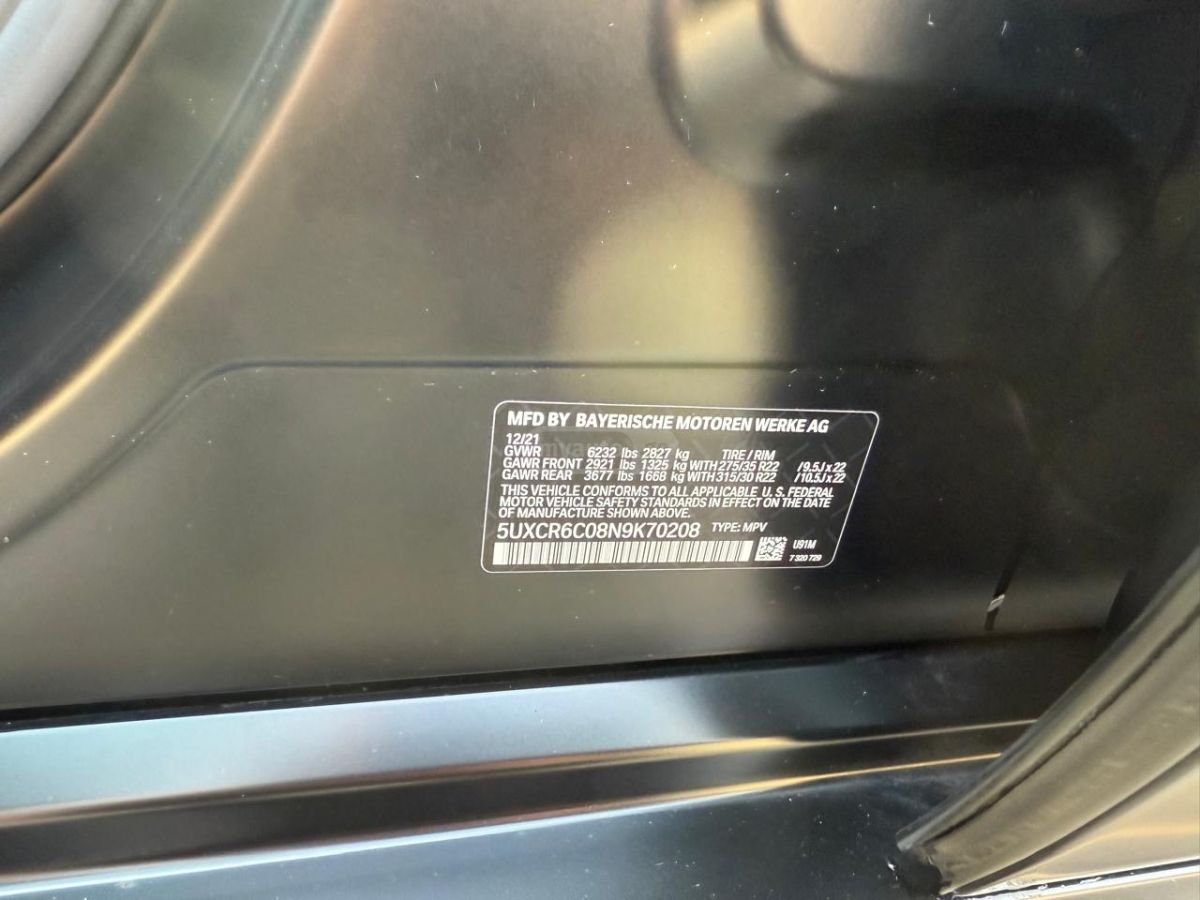 MFD BY BAYERISCHE MOTOREN WERKE AG
12/21
GVWR 6232 lbs 2827 kg TIRE / RIM
GAWR FRONT 2921 lbs 1325 kg WITH 275/35 R22 / 9.5J x 22
GAWR REAR 3677 lbs 1668 kg WITH 315/30 R22 / 10.5J x 22
THIS VEHICLE CONFORMS TO ALL APPLICABLE U.S. FEDERAL
MOTOR VEHICLE SAFETY STANDARDS IN EFFECT ON THE DATE
OF MANUFACTURE SHOWN ABOVE.
5UXCR6C08N9K70208 TYPE: MPV
U91M
7 320 729